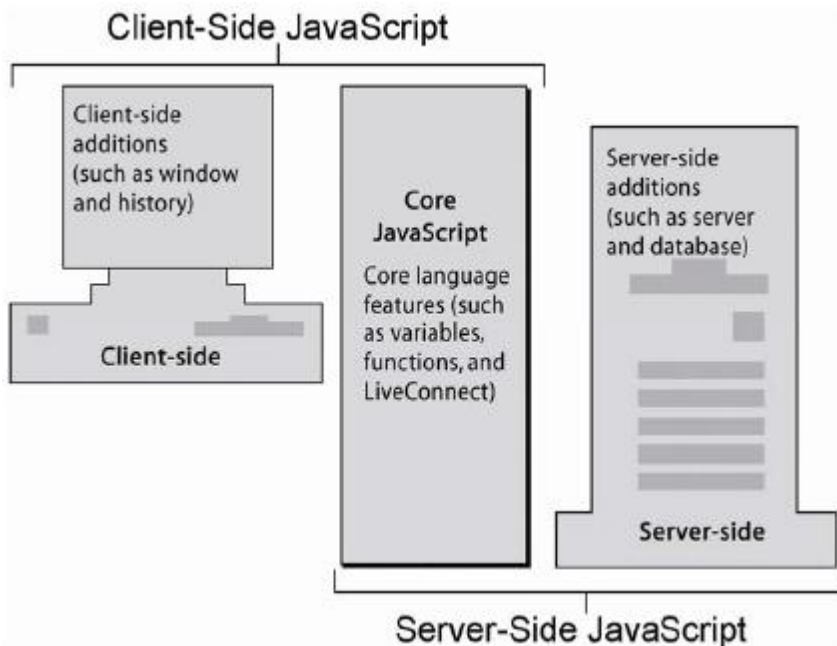 Client-Side JavaScript
Client-side
additions
(such as window
and history)
Client-side
Core
JavaScript
Core language
features (such
as variables,
functions, and
LiveConnect)
Server-side
additions
(such as server
and database)
Server-side
Server-Side JavaScript